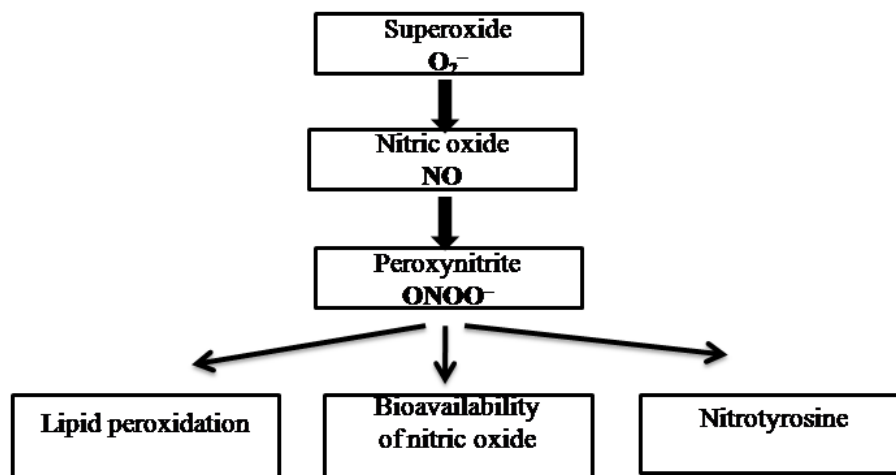 Superoxide
O₂⁻
Nitric oxide
NO
Peroxynitrite
ONOO⁻
Lipid peroxidation
Bioavailability
of nitric oxide
Nitrotyrosine